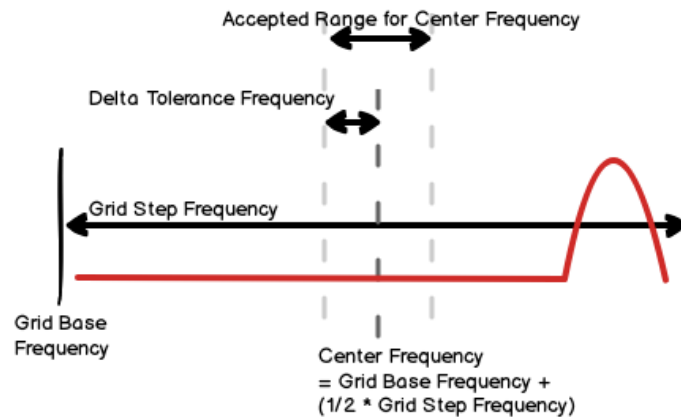 Accepted Range for Center Frequency
Delta Tolerance Frequency
Grid Step Frequency
Grid Base
Frequency
Center Frequency
= Grid Base Frequency +
(1/2 * Grid Step Frequency)